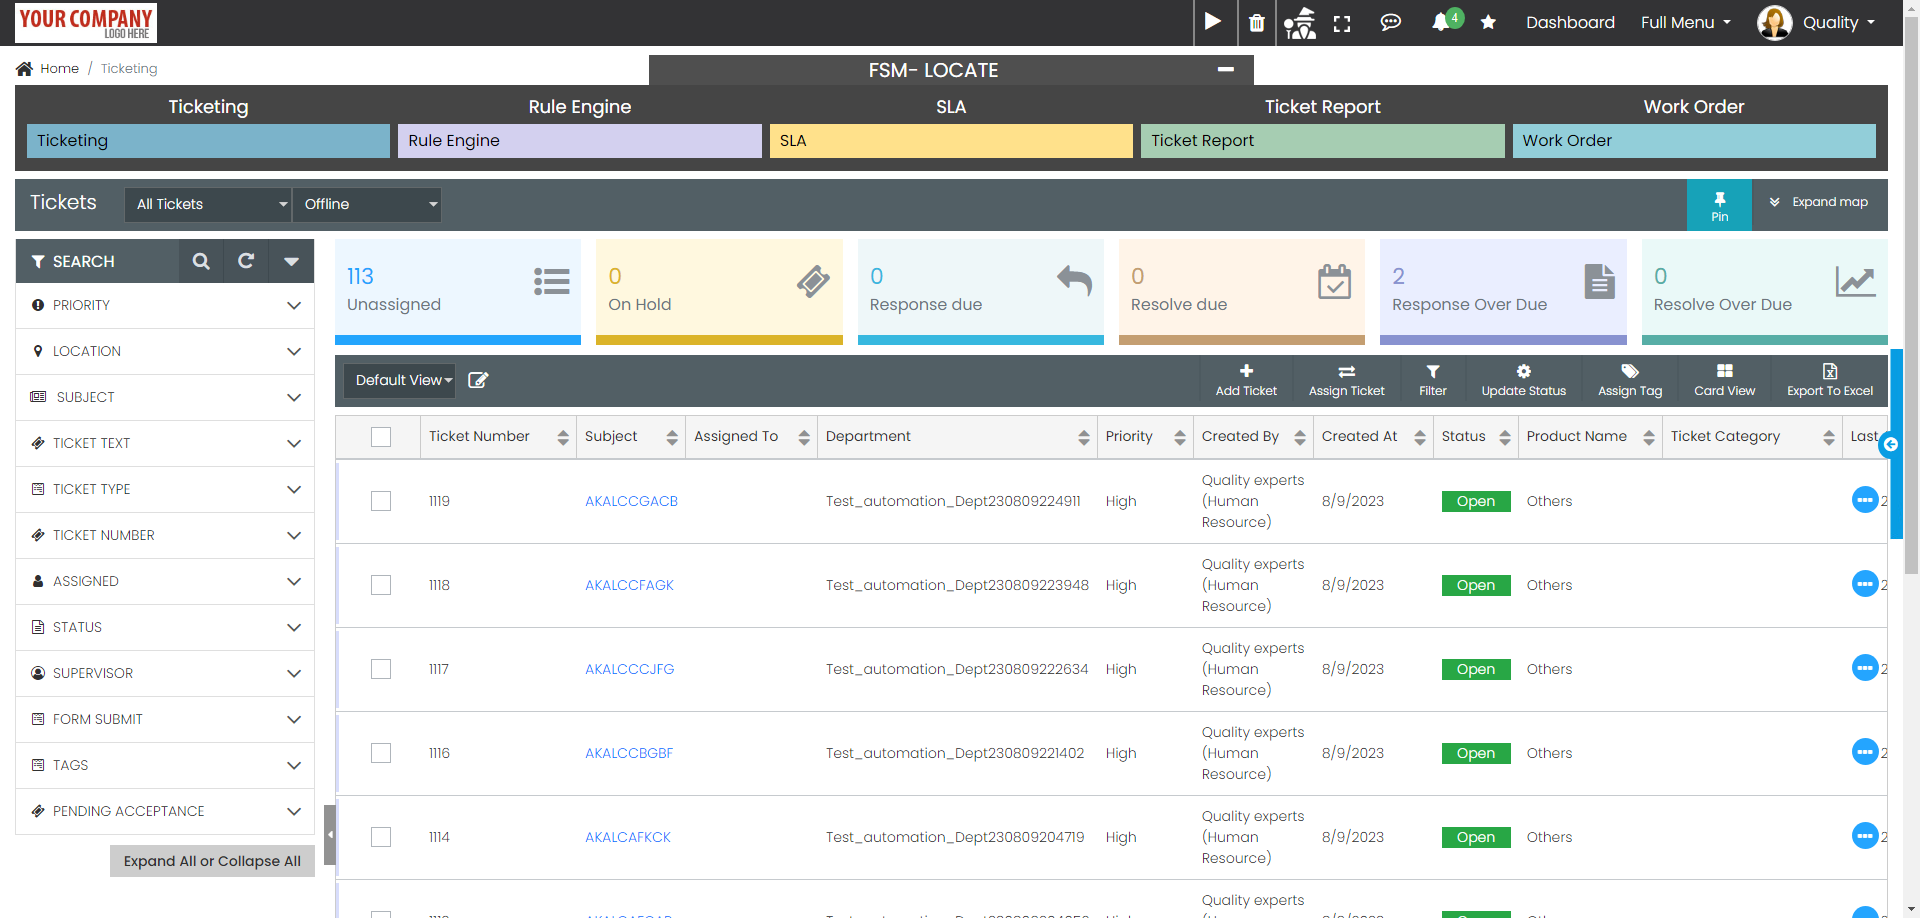 YOUR COMPANY
LOGO HERE
4
Dashboard
Full Menu
Quality
Home / Ticketing
FSM- LOCATE
Ticketing Rule Engine SLA Ticket Report Work Order
Ticketing Rule Engine SLA Ticket Report Work Order
Tickets All Tickets Offline
Pin
Expand map
SEARCH
PRIORITY
LOCATION
SUBJECT
TICKET TEXT
TICKET TYPE
TICKET NUMBER
ASSIGNED
STATUS
SUPERVISOR
FORM SUBMIT
TAGS
PENDING ACCEPTANCE
Expand All or Collapse All
113
Unassigned
0
On Hold
0
Response due
0
Resolve due
2
Response Over Due
0
Resolve Over Due
Default View
Add Ticket Assign Ticket Filter Update Status Assign Tag Card View Export To Excel
Ticket Number Subject Assigned To Department Priority Created By Created At Status Product Name Ticket Category Last
1119 AKALCCGACB Test_automation_Dept230809224911 High Quality experts (Human Resource) 8/9/2023 Open Others 2
1118 AKALCCFAGK Test_automation_Dept230809223948 High Quality experts (Human Resource) 8/9/2023 Open Others 2
1117 AKALCCCJFG Test_automation_Dept230809222634 High Quality experts (Human Resource) 8/9/2023 Open Others 2
1116 AKALCCBGBF Test_automation_Dept230809221402 High Quality experts (Human Resource) 8/9/2023 Open Others 2
1114 AKALCAFKCK Test_automation_Dept230809204719 High Quality experts (Human Resource) 8/9/2023 Open Others 2
Quality experts